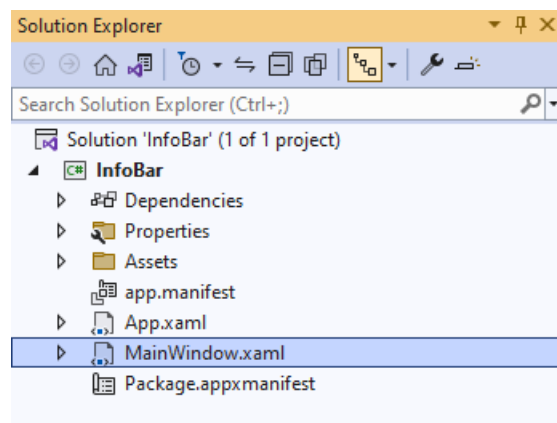 Solution Explorer
Search Solution Explorer (Ctrl+;)
Solution 'InfoBar' (1 of 1 project)
C# InfoBar
Dependencies
Properties
Assets
app.manifest
App.xaml
MainWindow.xaml
Package.appxmanifest